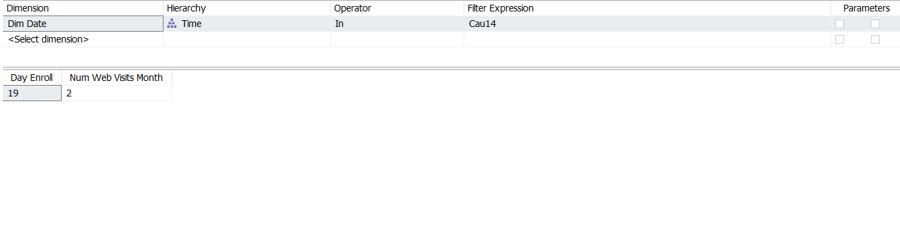 Dimension Hierarchy Operator Filter Expression Parameters
Dim Date Time In Cau14
<Select dimension>
Day Enroll Num Web Visits Month
19 2